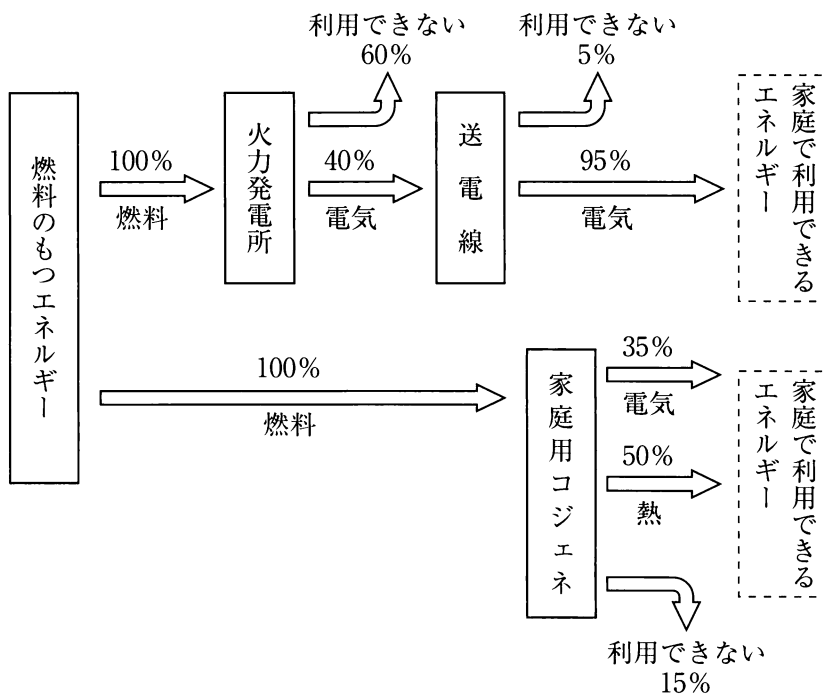 利用できない
60%
利用できない
5%
燃料のもつエネルギー
100%
燃料
火力発電所
40%
電気
送電線
95%
電気
家庭で利用できる
エネルギー
100%
燃料
家庭用コジェネ
35%
電気
50%
熱
家庭で利用できる
エネルギー
利用できない
15%